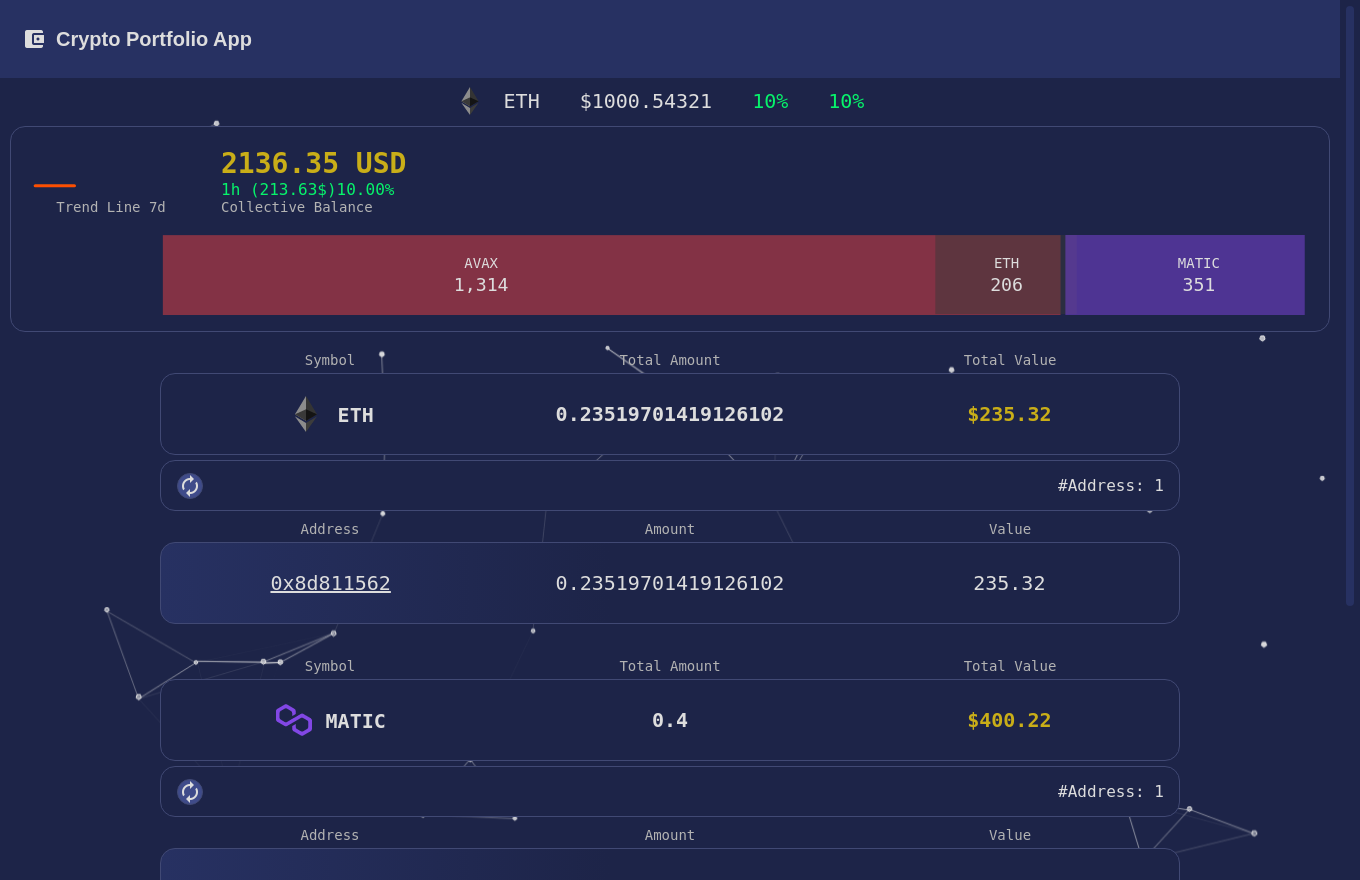 Crypto Portfolio App
ETH $1000.54321 10% 10%
2136.35 USD
1h (213.63$)10.00%
Trend Line 7d Collective Balance
AVAX ETH MATIC
1,314 206 351
Symbol Total Amount Total Value
ETH 0.23519701419126102 $235.32
#Address: 1
Address Amount Value
0x8d811562 0.23519701419126102 235.32
Symbol Total Amount Total Value
MATIC 0.4 $400.22
#Address: 1
Address Amount Value